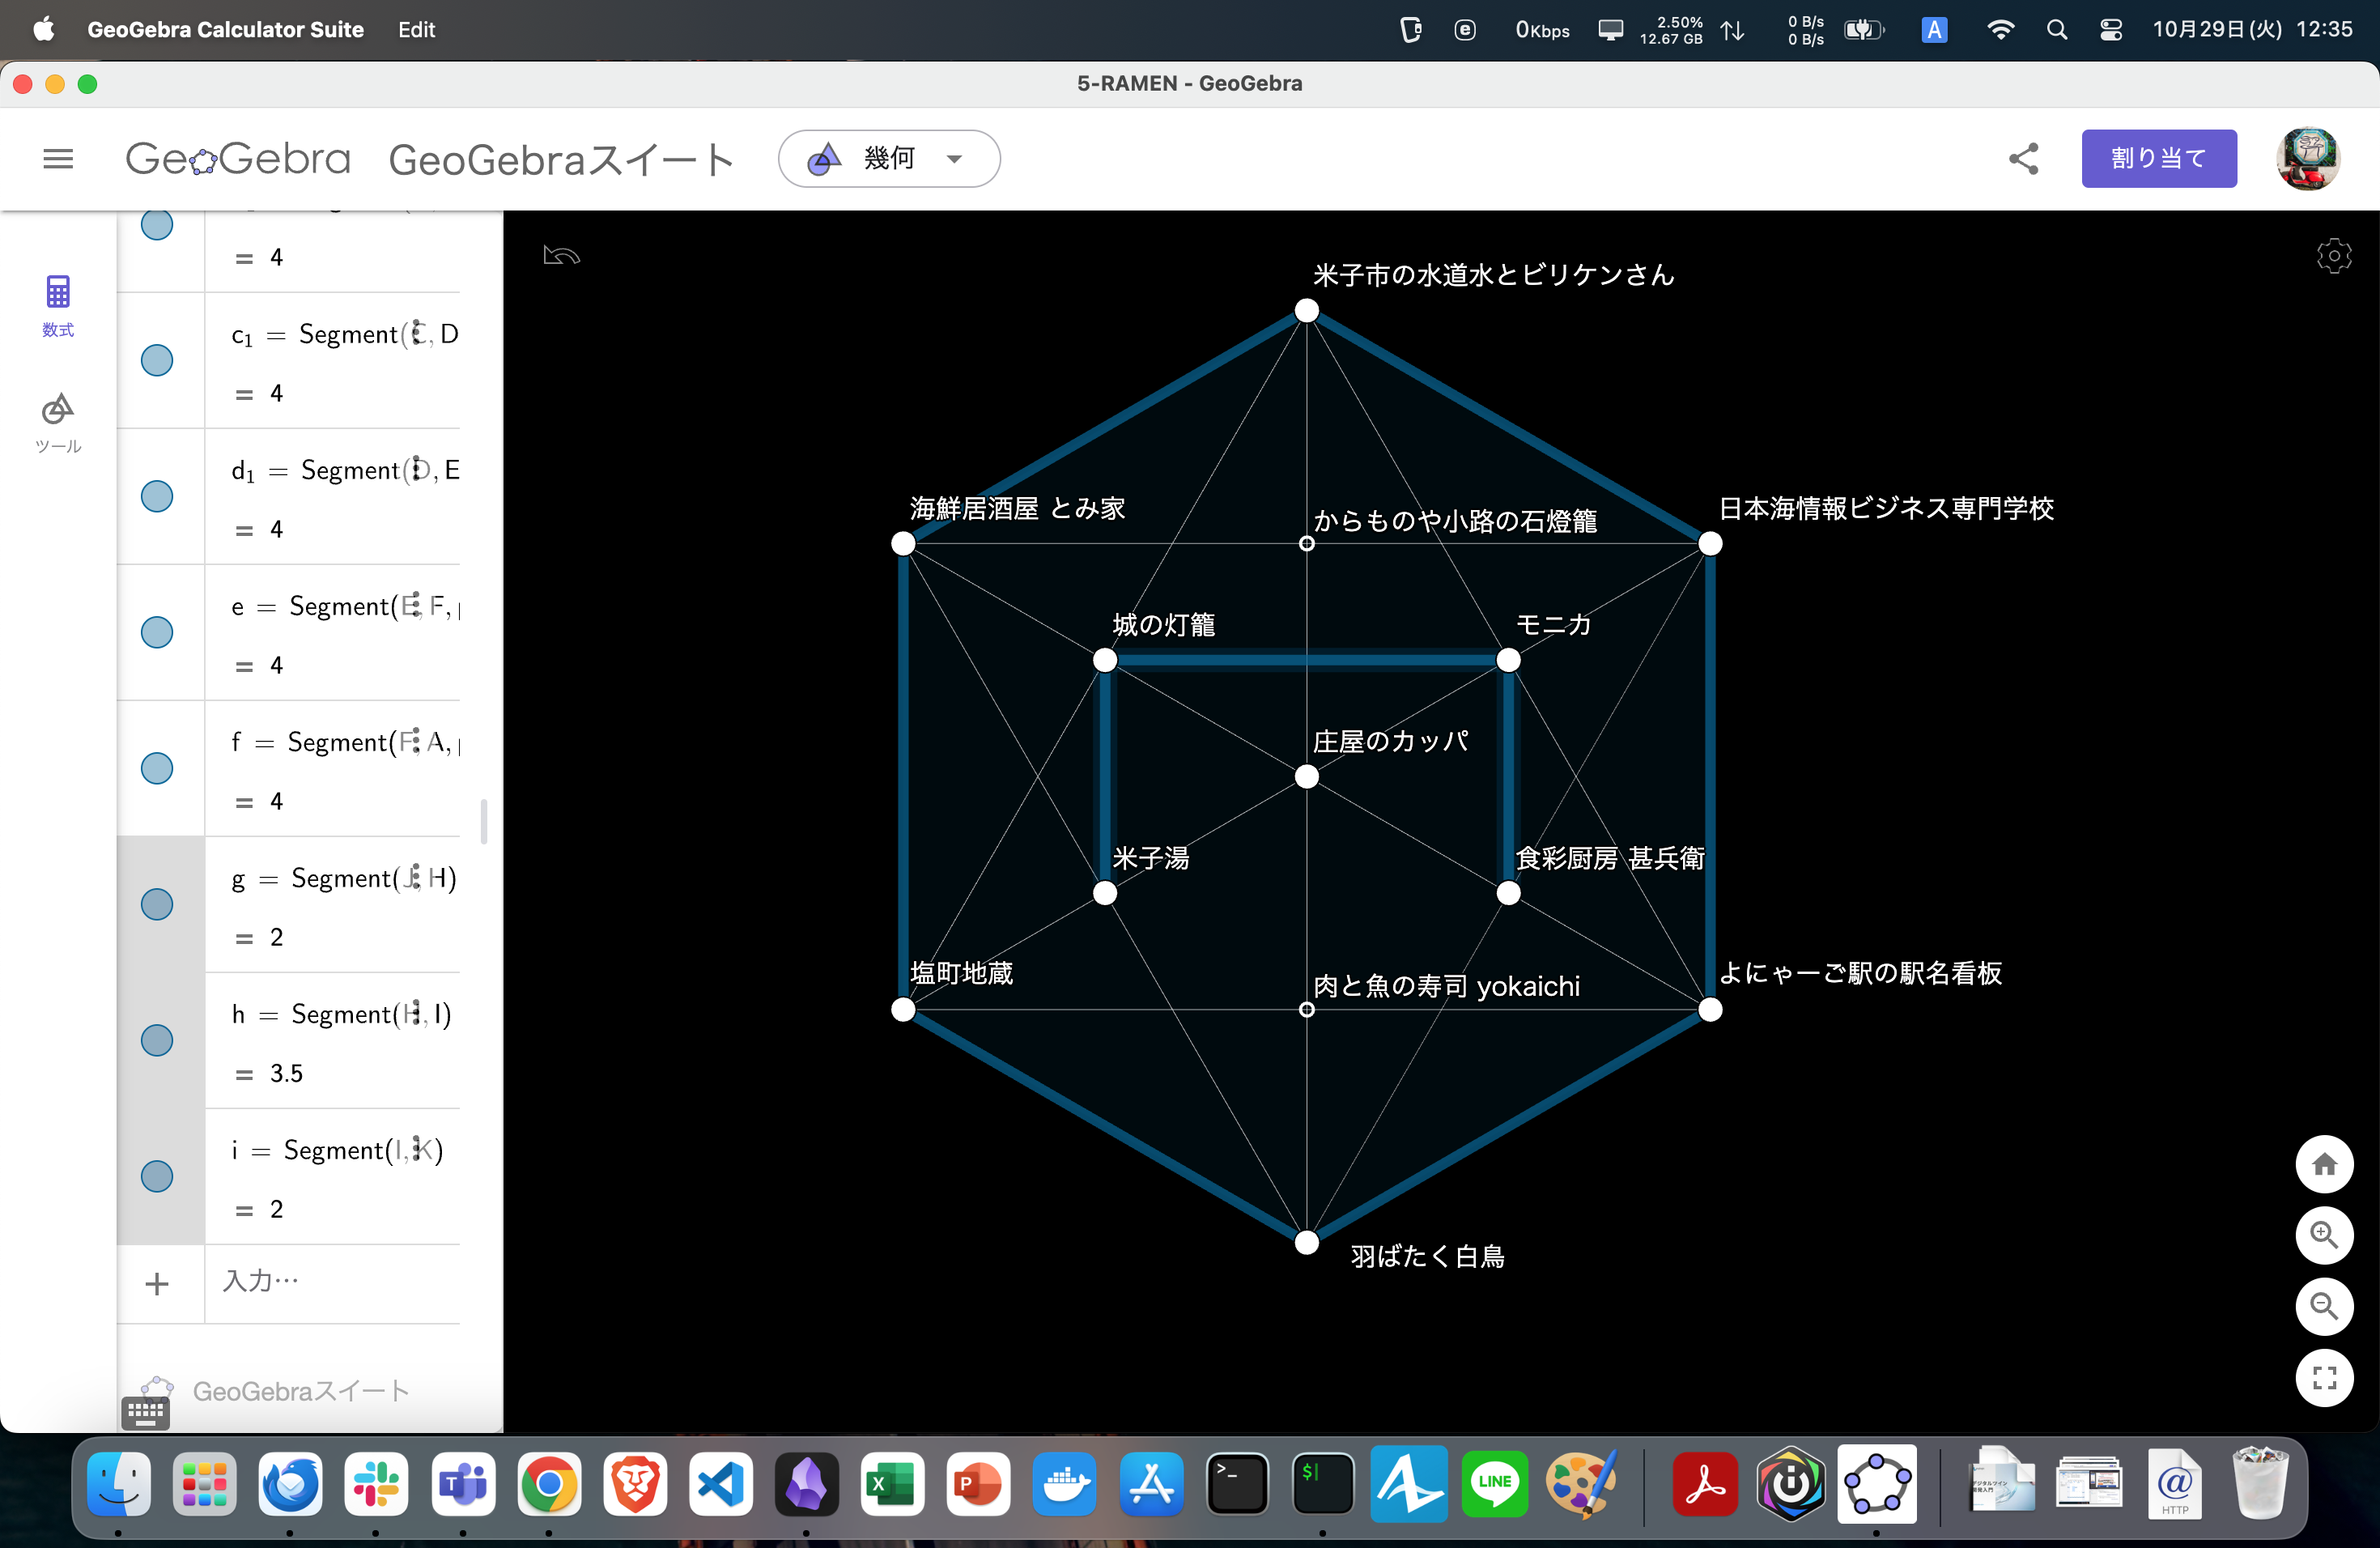 GeoGebra Calculator Suite Edit
0Kbps
2.50%
12.67 GB
0 B/s
0 B/s
A
10月29日(火) 12:35
5-RAMEN - GeoGebra
GeoGebra GeoGebraスイート
幾何
割り当て
数式
ツール
= 4
c₁ = Segment(C, D
= 4
d₁ = Segment(D, E
= 4
e = Segment(E, F,
= 4
f = Segment(F, A,
= 4
g = Segment(J, H)
= 2
h = Segment(H, I)
= 3.5
i = Segment(I, K)
= 2
+ 入力…
GeoGebraスイート
米子市の水道水とビリケンさん
海鮮居酒屋 とみ家
からものや小路の石燈籠
日本海情報ビジネス専門学校
城の灯籠
モニカ
庄屋のカッパ
米子湯
食彩厨房 甚兵衛
塩町地蔵
肉と魚の寿司 yokaichi
よにゃーご駅の駅名看板
羽ばたく白鳥
LINE
HTTP